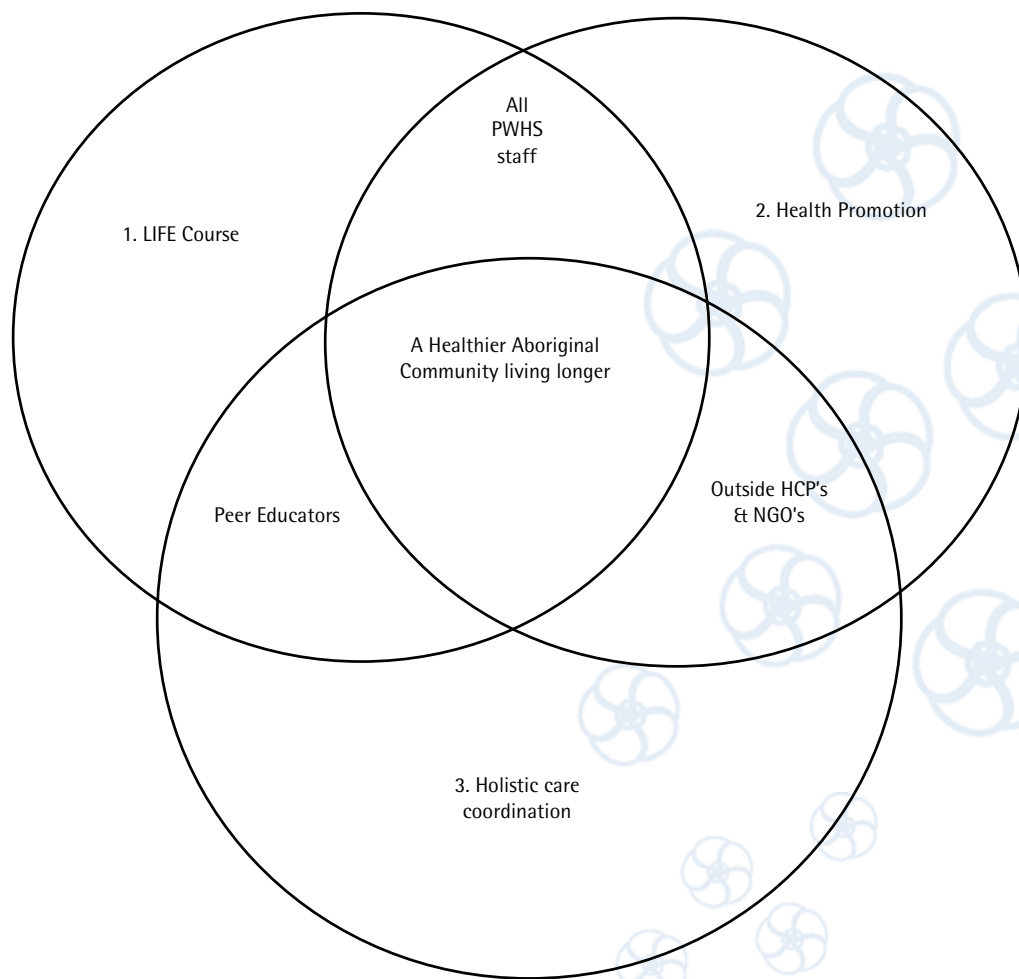 All
PWHS
staff
2. Health Promotion
1. LIFE Course
A Healthier Aboriginal
Community living longer
Outside HCP's
& NGO's
Peer Educators
3. Holistic care
coordination